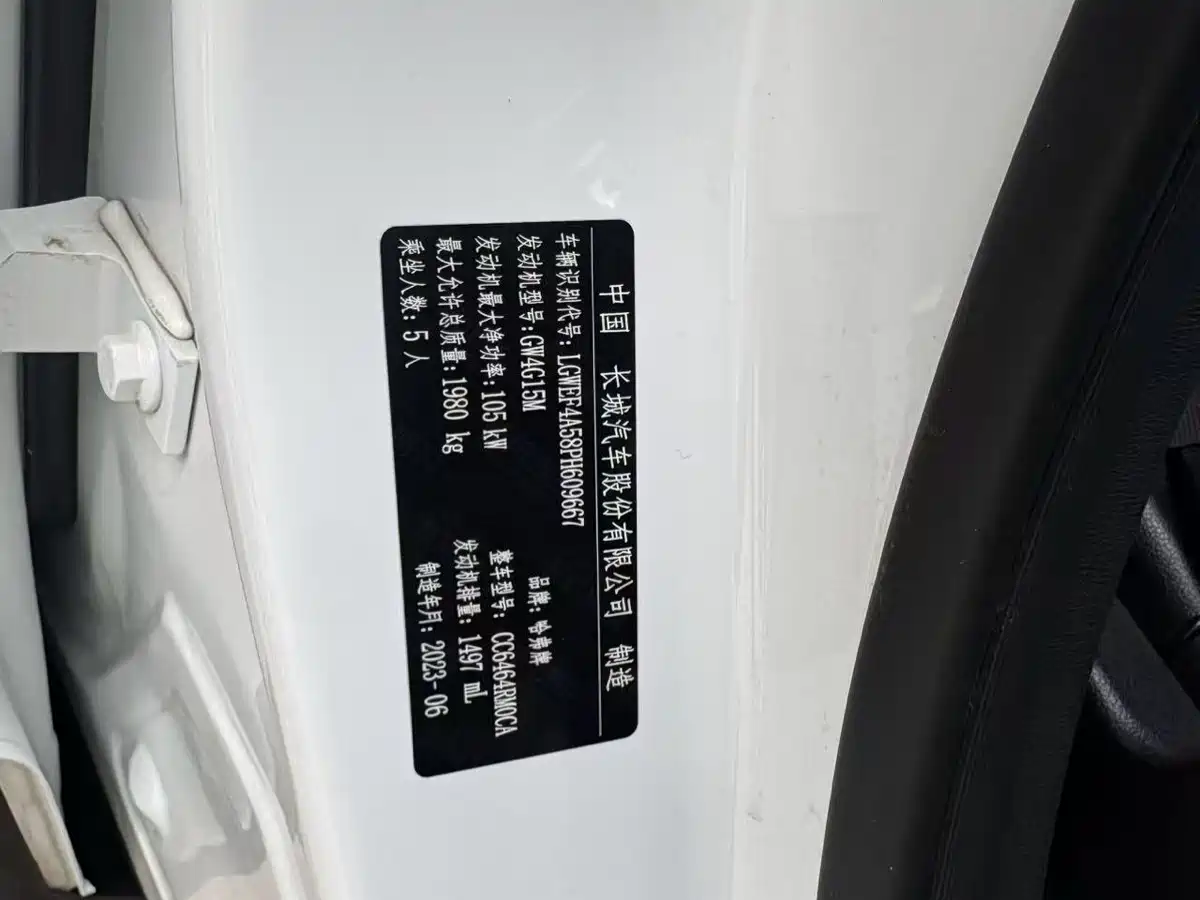 中国 长城汽车股份有限公司 制造
车辆识别代号: LGWEF4A58PH609667
发动机型号:GW4G15M 品牌: 哈弗牌
发动机最大净功率:105 kW 整车型号: CC6464RM0CA
最大允许总质量:1980 kg 发动机排量: 1497 mL
乘坐人数: 5 人 制造年月: 2023-06